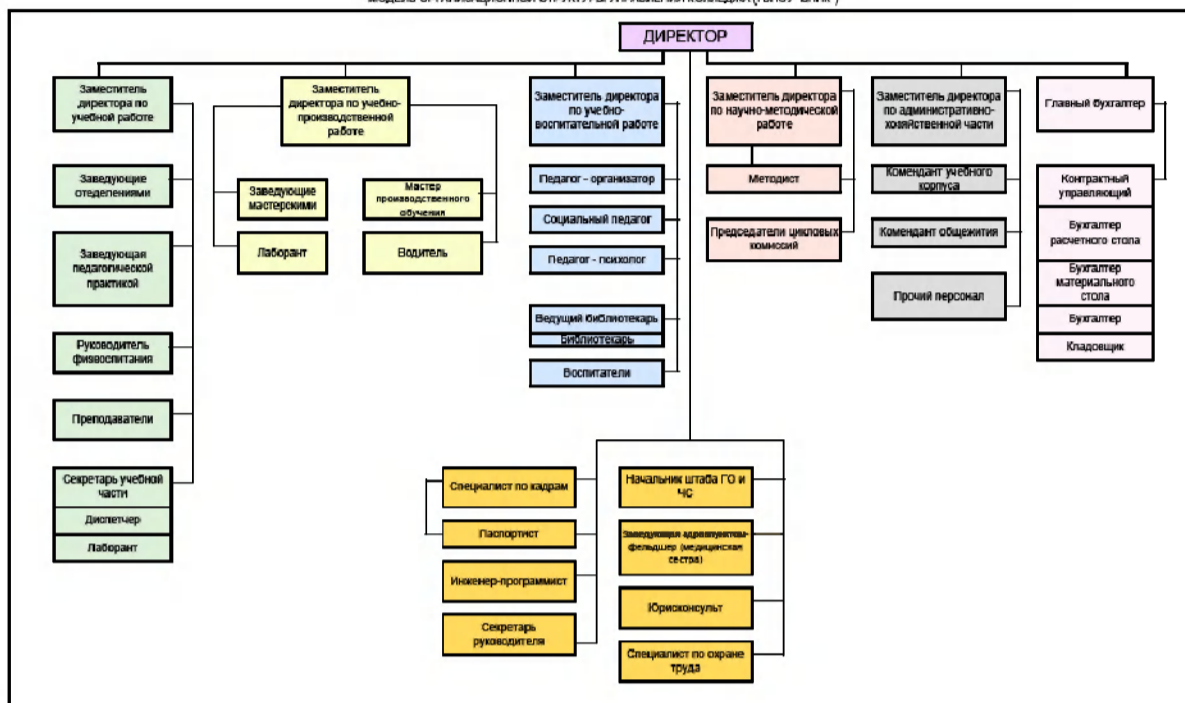 ДИРЕКТОР
Заместитель
директора по
учебной работе
Заместитель
директора по учебно-
производственной
работе
Заместитель директора
по учебно-
воспитательной работе
Заместитель директора
по научно-методической
работе
Заместитель директора
по административно-
хозяйственной части
Главный бухгалтер
Заведующие
отеделениями
Заведующая
педагогической
практикой
Руководитель
физвоспитания
Преподаватели
Секретарь учебной
части
Диспетчер
Лаборант
Заведующие
мастерскими
Лаборант
Мастер
производственного
обучения
Водитель
Педагог - организатор
Социальный педагог
Педагог - психолог
Ведущий библиотекарь
Библиотекарь
Воспитатели
Методист
Председатели цикловых
комиссий
Комендант учебного
корпуса
Комендант общежития
Прочий персонал
Контрактный
управляющий
Бухгалтер
расчетного стола
Бухгалтер
материального
стола
Бухгалтер
Кладовщик
Специалист по кадрам
Паспортист
Инженер-программист
Секретарь
руководителя
Начальник штаба ГО и
ЧС
Заведующая здравпунктом-
фельдшер (медицинская
сестра)
Юрисконсульт
Специалист по охране
труда